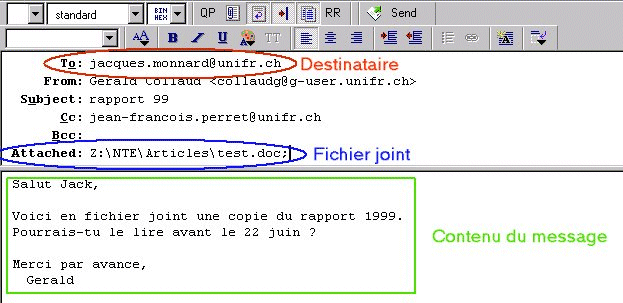 standard BIN HEX QP RR Send
B I U TT
To: jacques.monnard@unifr.ch Destinataire
From: Gerald Collaud <collaudg@g-user.unifr.ch>
Subject: rapport 99
Cc: jean-francois.perret@unifr.ch
Bcc:
Attached: Z:\NTE\Articles\test.doc; Fichier joint
Salut Jack,
Voici en fichier joint une copie du rapport 1999.
Pourrais-tu le lire avant le 22 juin ?
Contenu du message
Merci par avance,
Gerald